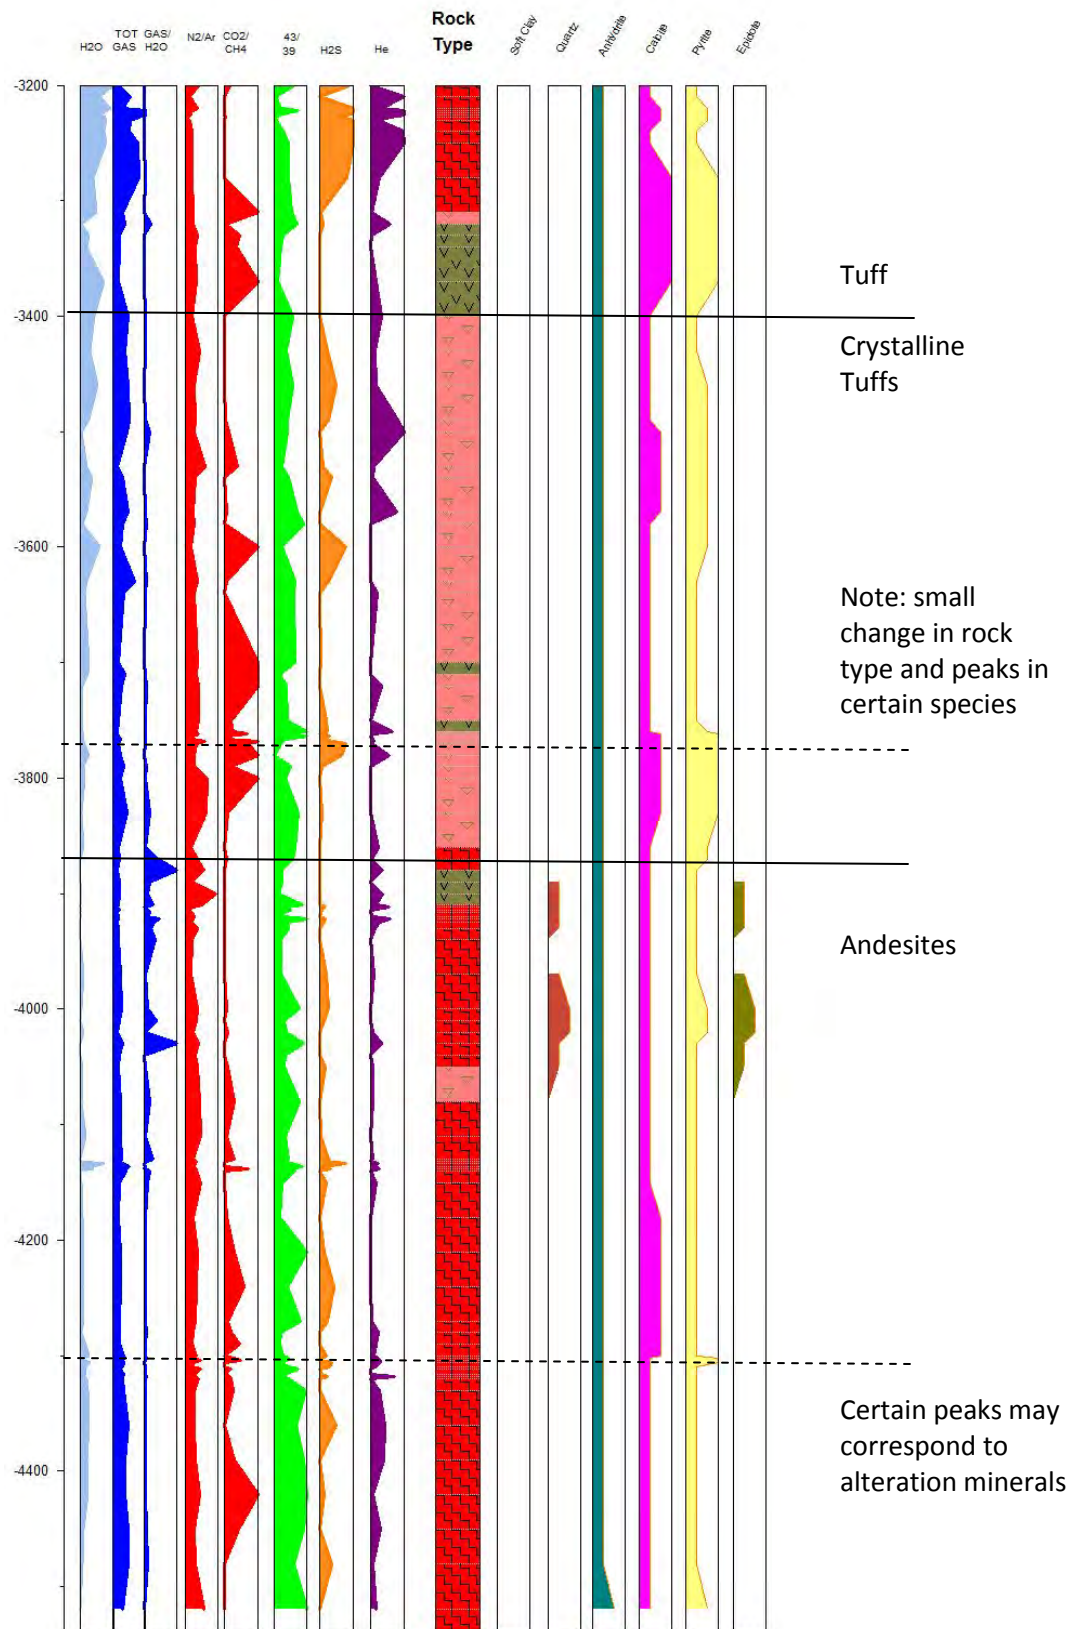 Rock
Type
H2O
TOT
GAS
GAS/
H2O
N2/Ar
CO2/
CH4
43/
39
H2S
He
Soft Clay
Quartz
Anhydrite
Calcite
Pyrite
Epidote
-3200
Tuff
-3400
Crystalline
Tuffs
-3600
Note: small
change in rock
type and peaks in
certain species
-3800
Andesites
-4000
-4200
Certain peaks may
correspond to
alteration minerals
-4400